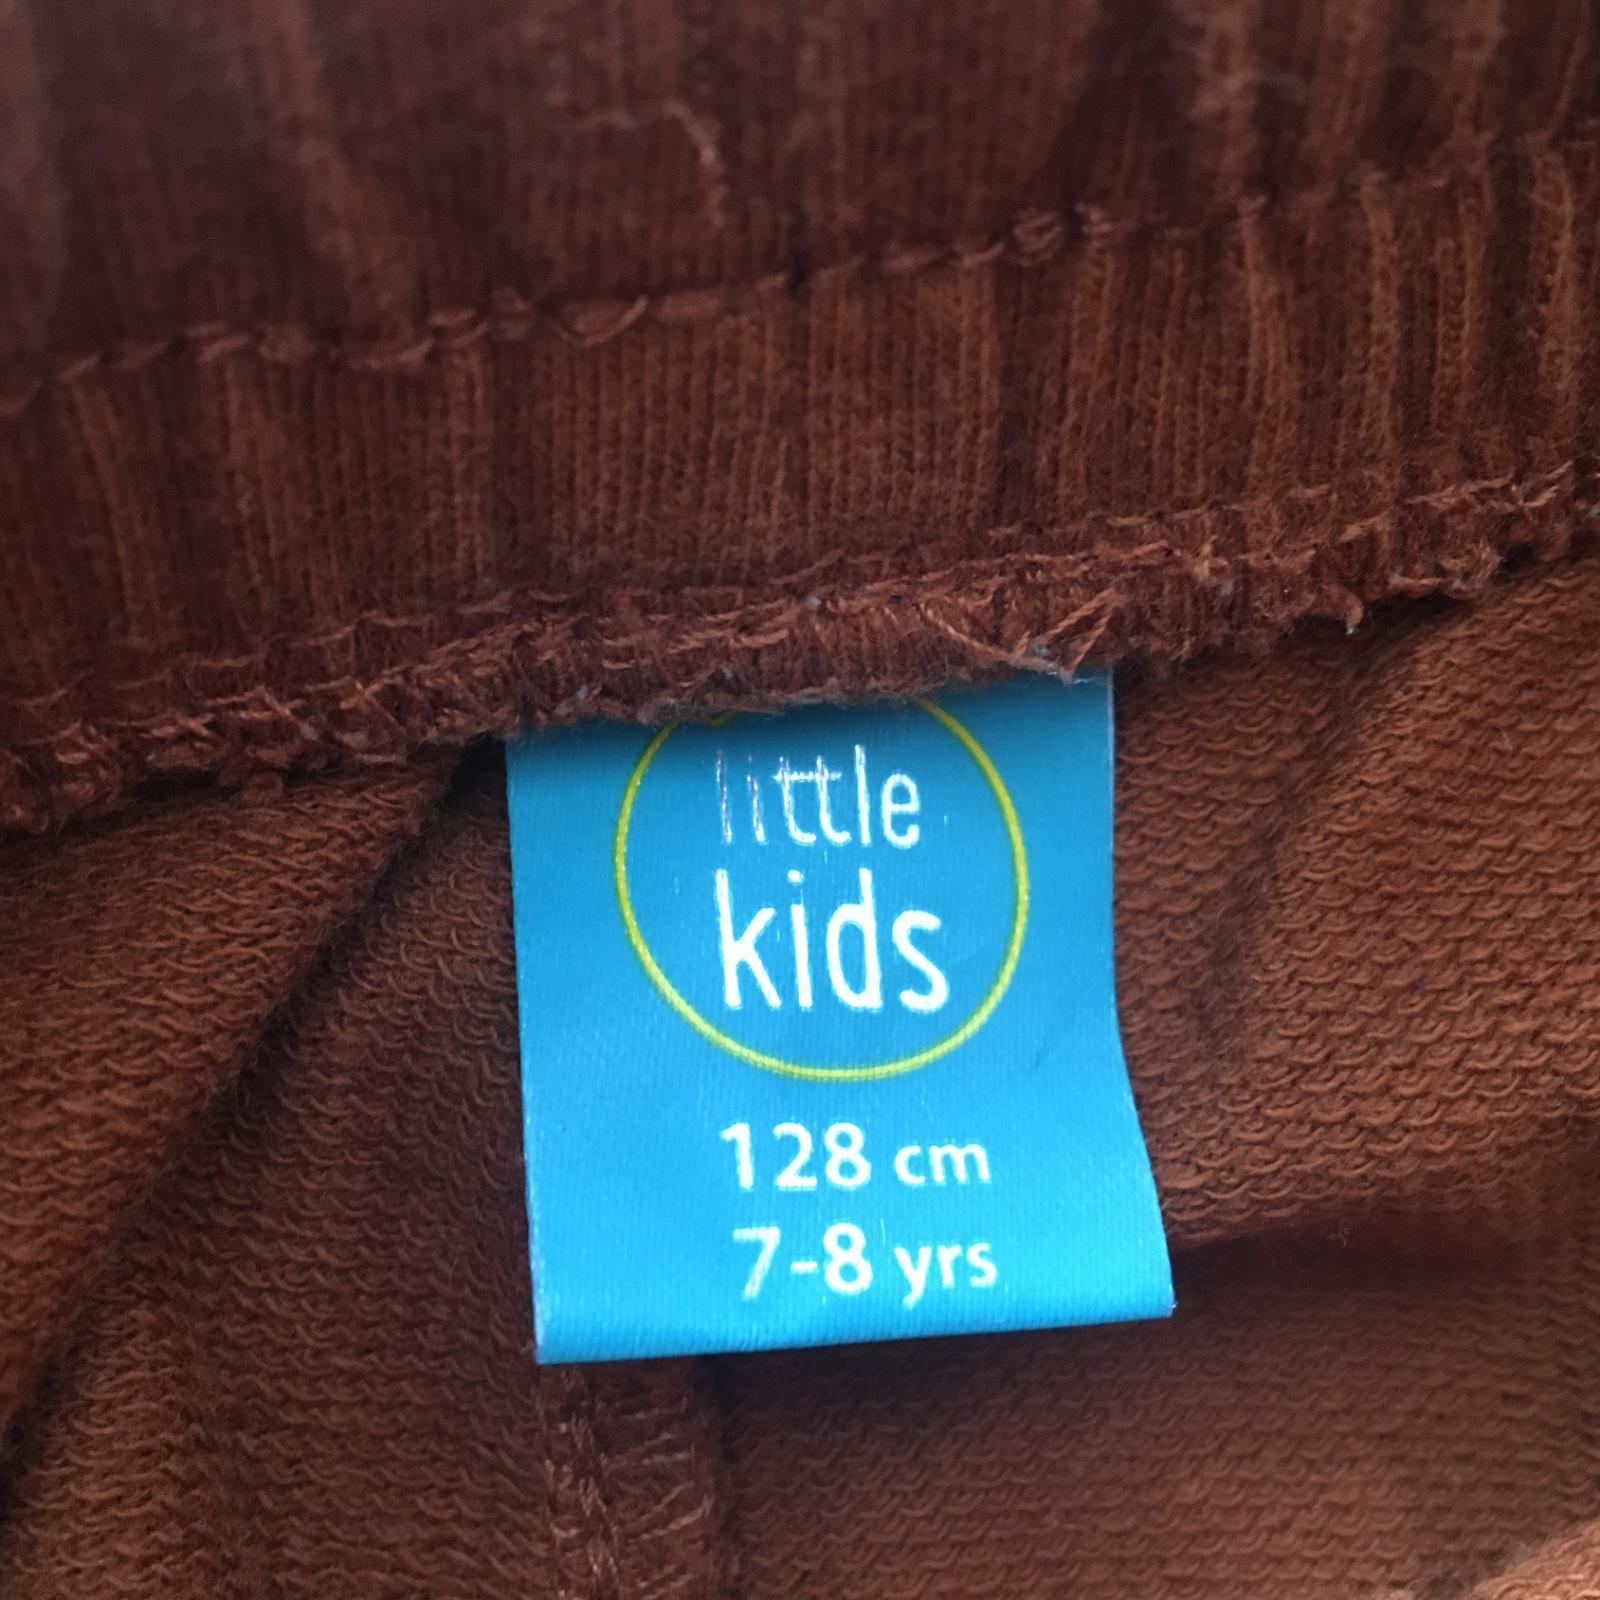 little
kids
128 cm
7-8 yrs